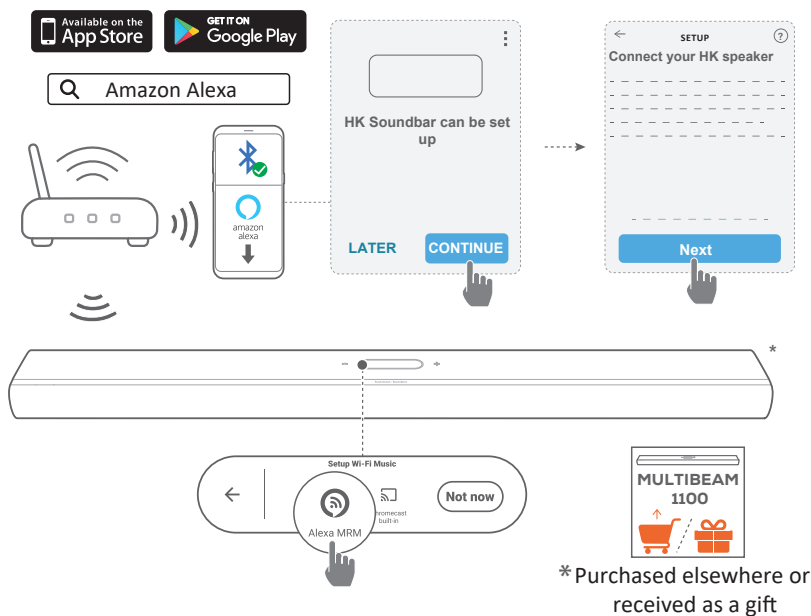 Available on the
App Store
GET IT ON
Google Play
Amazon Alexa
amazon
alexa
HK Soundbar can be set
up
LATER
CONTINUE
SETUP
?
Connect your HK speaker
Next
*
Setup Wi-Fi Music
Alexa MRM
hromecast
built-in
Not now
MULTIBEAM
1100
*Purchased elsewhere or
received as a gift